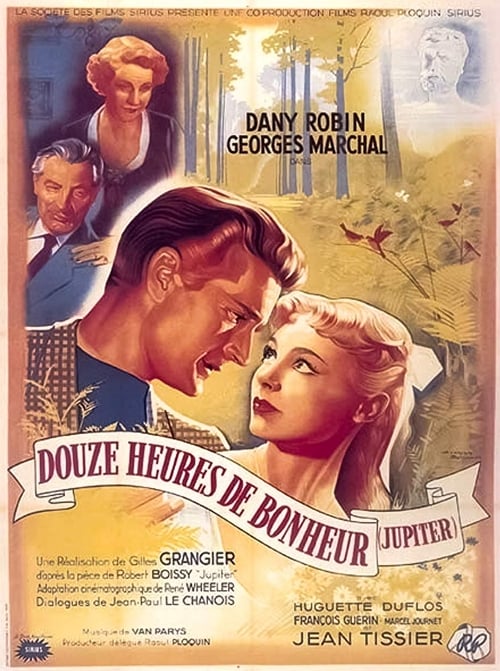 LA SOCIÉTÉ DES FILMS SIRIUS PRÉSENTE UNE CO-PRODUCTION FILMS RAOUL PLOQUIN, SIRIUS
DANY ROBIN
GEORGES MARCHAL
DANS
DOUZE HEURES DE BONHEUR (JUPITER)
Une Réalisation de Gilles GRANGIER
d'après la pièce de Robert BOISSY "Jupiter"
Adaptation cinématographique de René WHEELER
Dialogues de Jean-Paul LE CHANOIS
Musique de VAN PARYS
Producteur délégué Raoul PLOQUIN
avec
HUGUETTE DUFLOS
FRANÇOIS GUERIN - MARCEL JOURNET
et
JEAN TISSIER
SIRIUS
RP